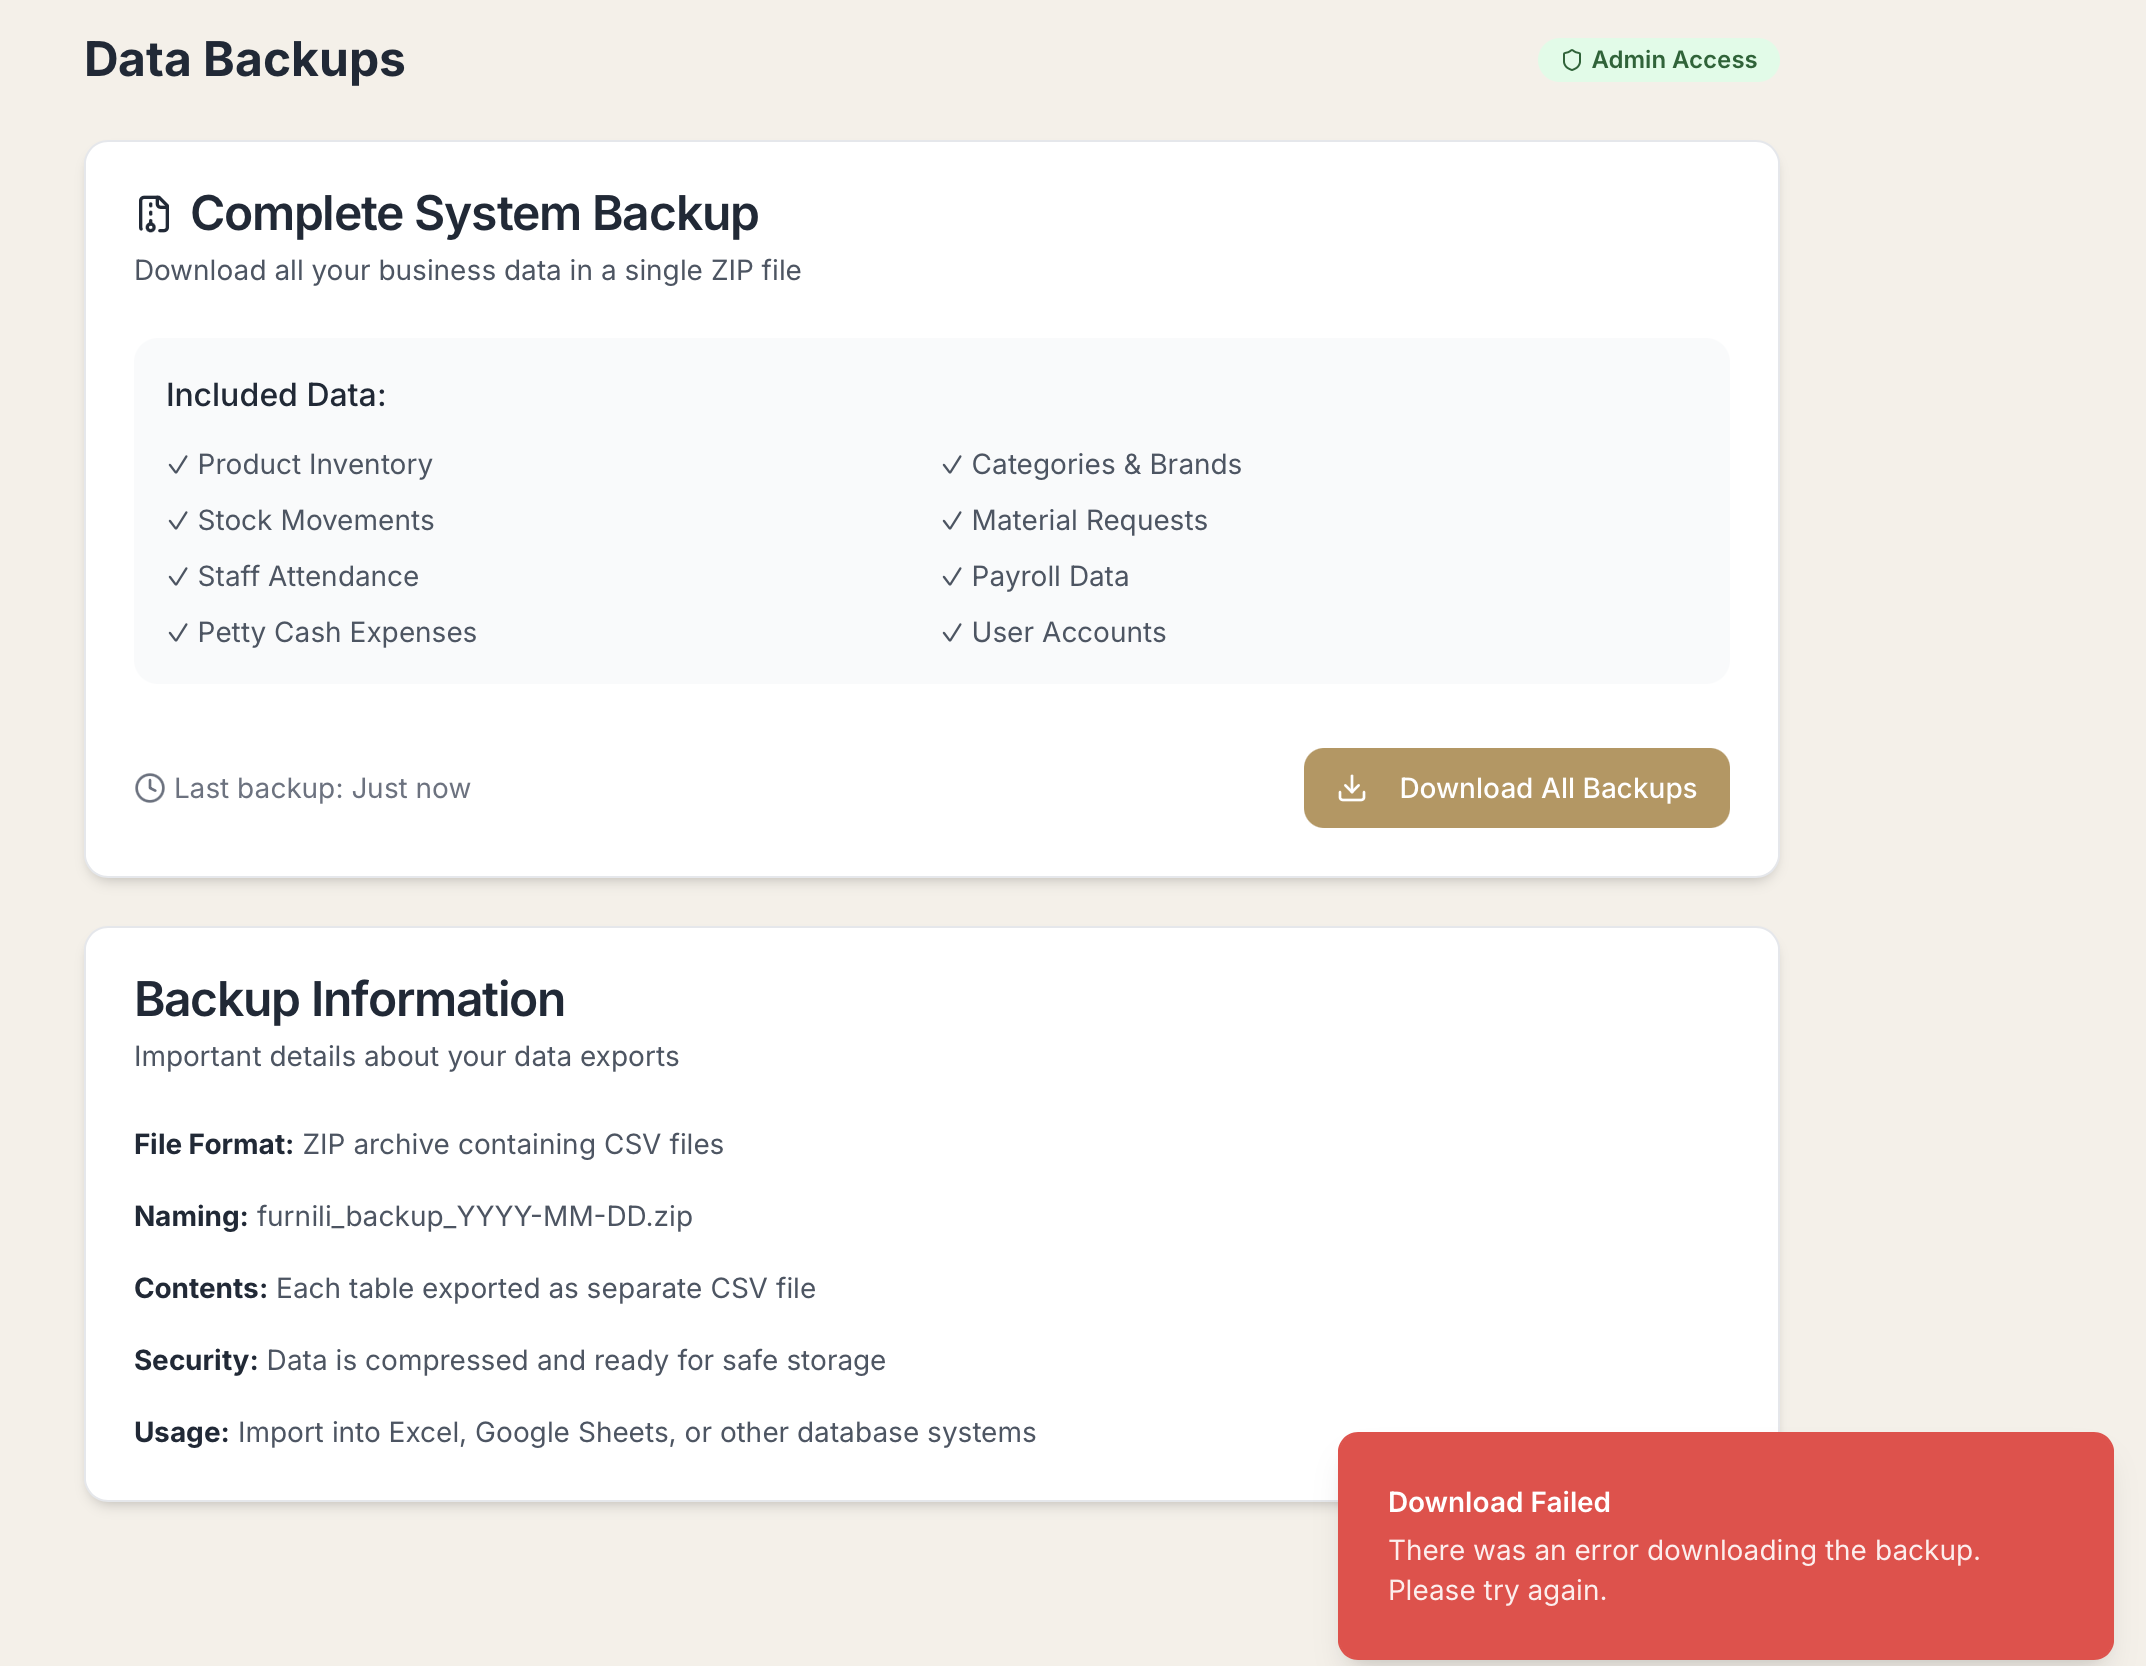 Data Backups
Admin Access
Complete System Backup
Download all your business data in a single ZIP file
Included Data:
✓ Product Inventory
✓ Categories & Brands
✓ Stock Movements
✓ Material Requests
✓ Staff Attendance
✓ Payroll Data
✓ Petty Cash Expenses
✓ User Accounts
Last backup: Just now
Download All Backups
Backup Information
Important details about your data exports
File Format: ZIP archive containing CSV files
Naming: furnili_backup_YYYY-MM-DD.zip
Contents: Each table exported as separate CSV file
Security: Data is compressed and ready for safe storage
Usage: Import into Excel, Google Sheets, or other database systems
Download Failed
There was an error downloading the backup.
Please try again.